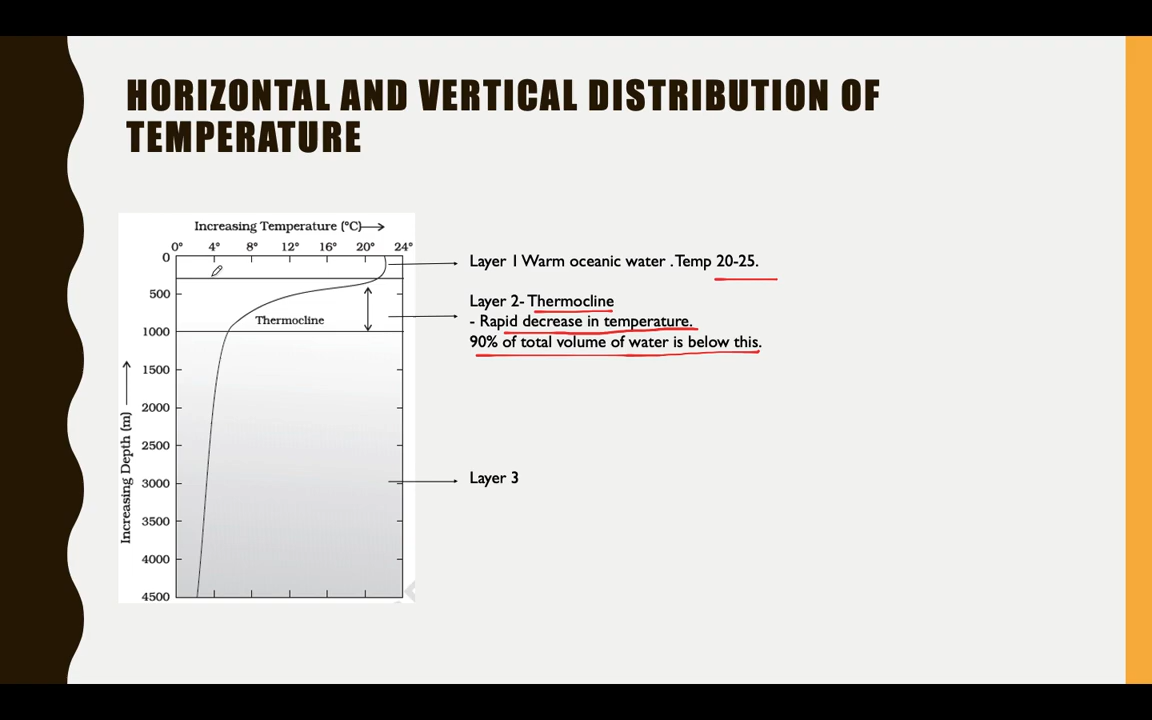 HORIZONTAL AND VERTICAL DISTRIBUTION OF
TEMPERATURE
Increasing Temperature (°C)
0° 4° 8° 12° 16° 20° 24°
0
500
1000
1500
2000
2500
3000
3500
4000
4500
Increasing Depth (m)
Thermocline
Layer 1 Warm oceanic water . Temp 20-25.
Layer 2- Thermocline
- Rapid decrease in temperature.
90% of total volume of water is below this.
Layer 3